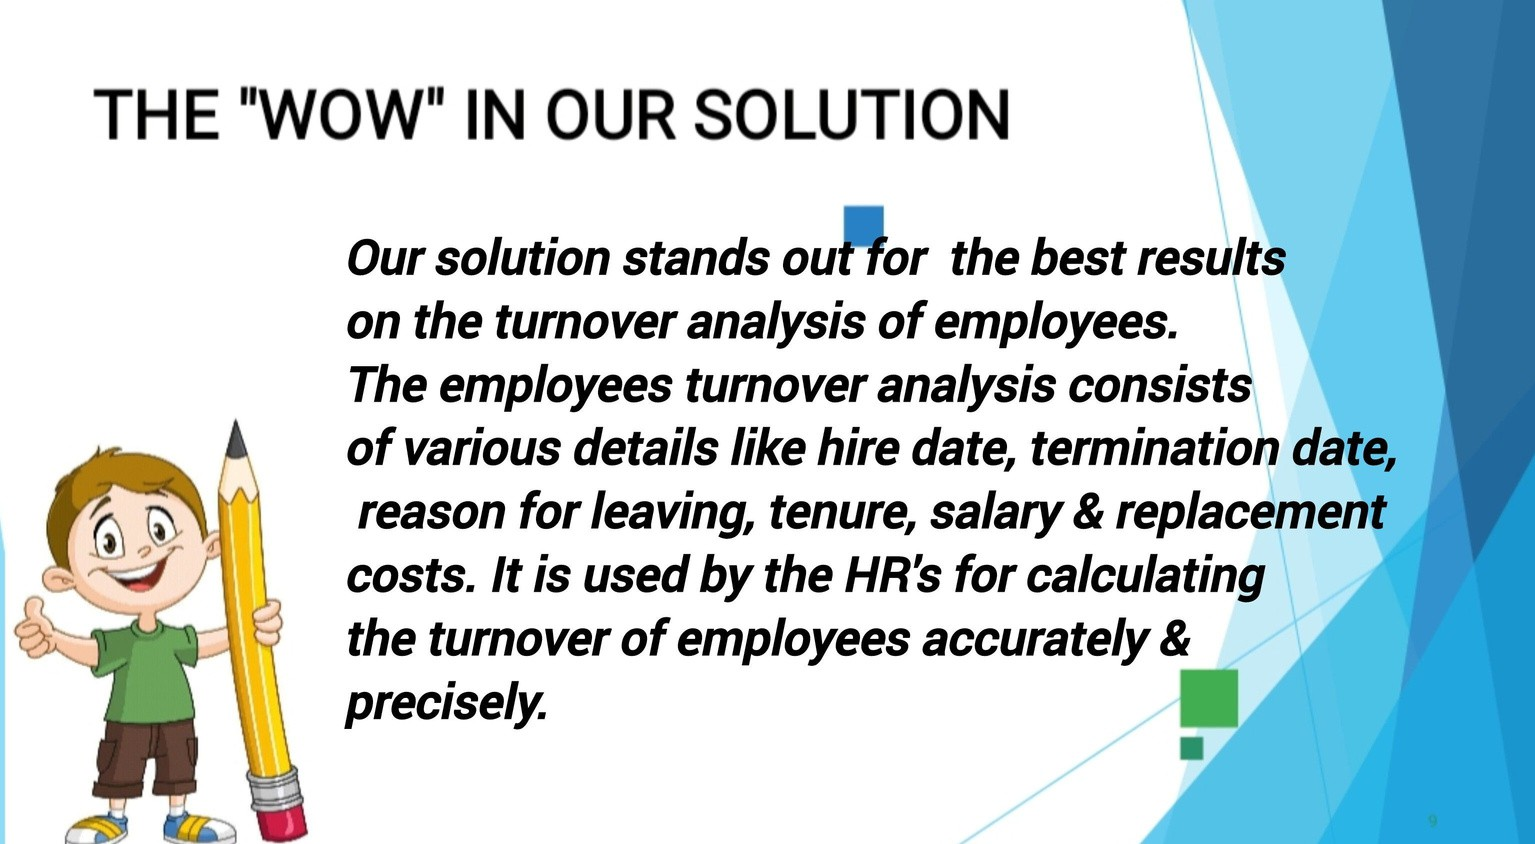 THE "WOW" IN OUR SOLUTION
Our solution stands out for  the best results
on the turnover analysis of employees.
The employees turnover analysis consists
of various details like hire date, termination date,
reason for leaving, tenure, salary & replacement
costs. It is used by the HR's for calculating
the turnover of employees accurately &
precisely.
9